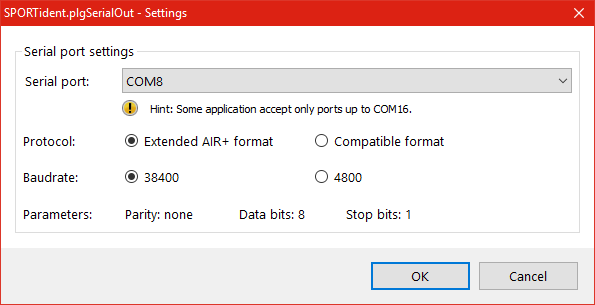 SPORTident.plgSerialOut - Settings
Serial port settings
Serial port: COM8
Hint: Some application accept only ports up to COM16.
Protocol: Extended AIR+ format Compatible format
Baudrate: 38400 4800
Parameters: Parity: none Data bits: 8 Stop bits: 1
OK Cancel